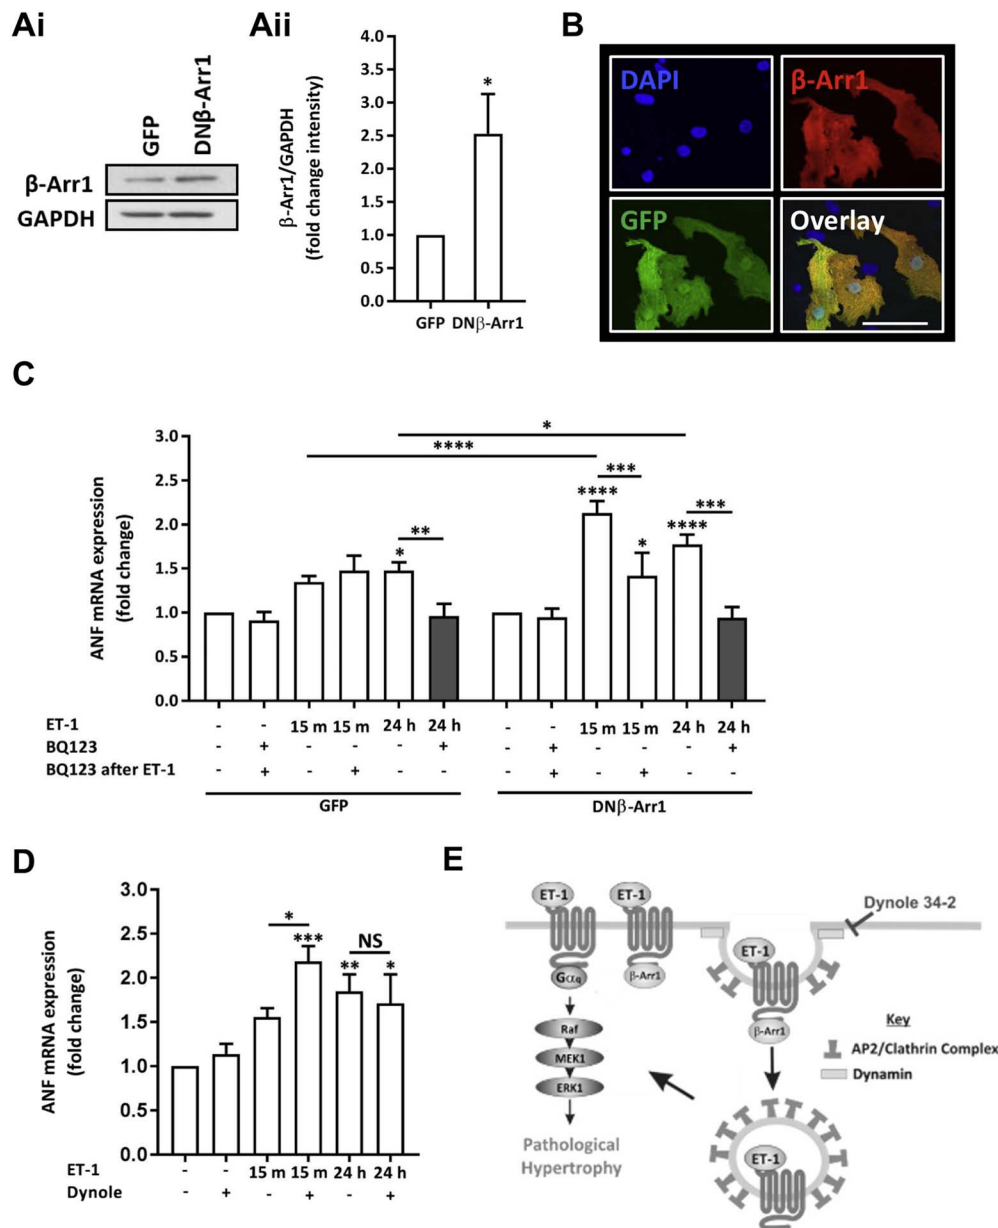 Ai
GFP
DNβ-Arr1
β-Arr1
GAPDH
Aii
β-Arr1/GAPDH
(fold change intensity)
4.0
3.5
3.0
2.5
2.0
1.5
1.0
0.5
0.0
*
GFP DNβ-Arr1
B
DAPI
β-Arr1
GFP
Overlay
C
ANF mRNA expression
(fold change)
3.0
2.5
2.0
1.5
1.0
0.5
0.0
*
****
***
****
***
** * ****
*
ET-1 - - 15 m 15 m 24 h 24 h - - 15 m 15 m 24 h 24 h
BQ123 - + - - - + - + - - - +
BQ123 after ET-1 - + - + - - - + - + - -
GFP DNβ-Arr1
D
ANF mRNA expression
(fold change)
3.0
2.5
2.0
1.5
1.0
0.5
0.0
* NS
*** ** *
ET-1 - - 15 m 15 m 24 h 24 h
Dynole - + - + - +
E
ET-1 ET-1
Dynole 34-2
ET-1
Gαq β-Arr1
β-Arr1
Raf
MEK1
ERK1
Pathological
Hypertrophy
Key
AP2/Clathrin Complex
Dynamin
ET-1